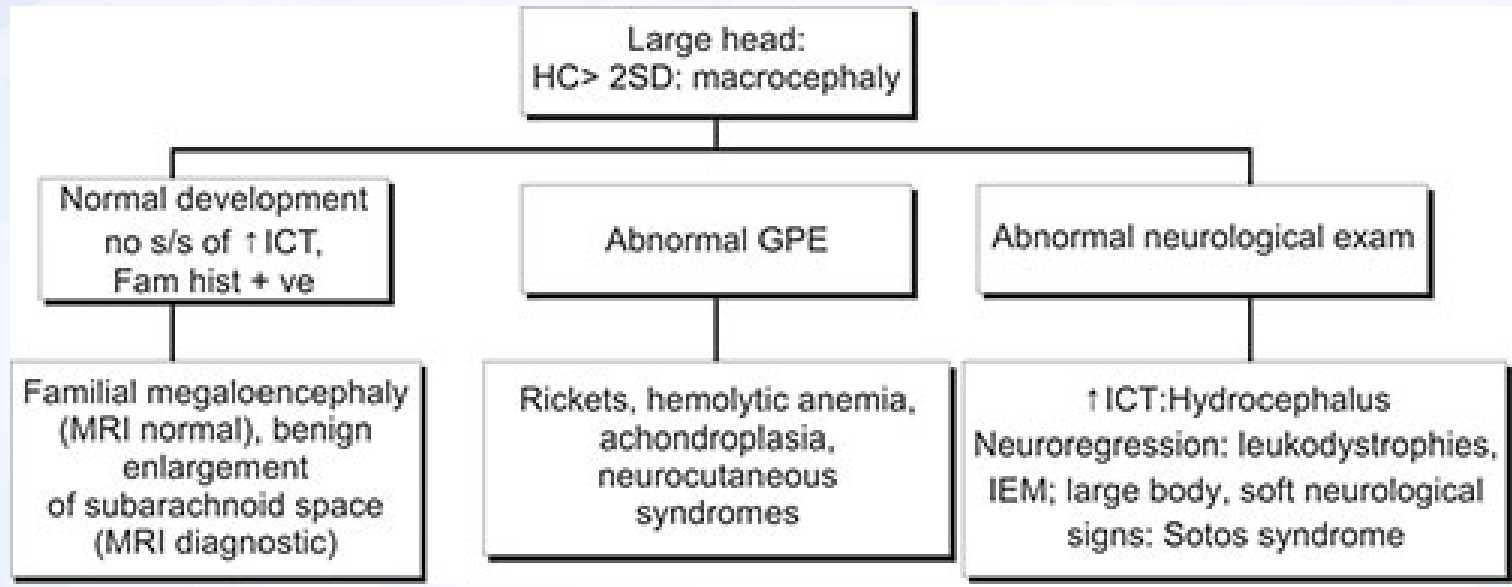 Large head:
HC> 2SD: macrocephaly
Normal development
no s/s of ↑ICT,
Fam hist + ve
Abnormal GPE
Abnormal neurological exam
Familial megaloencephaly
(MRI normal), benign
enlargement
of subarachnoid space
(MRI diagnostic)
Rickets, hemolytic anemia,
achondroplasia,
neurocutaneous
syndromes
↑ICT:Hydrocephalus
Neuroregression: leukodystrophies,
IEM; large body, soft neurological
signs: Sotos syndrome